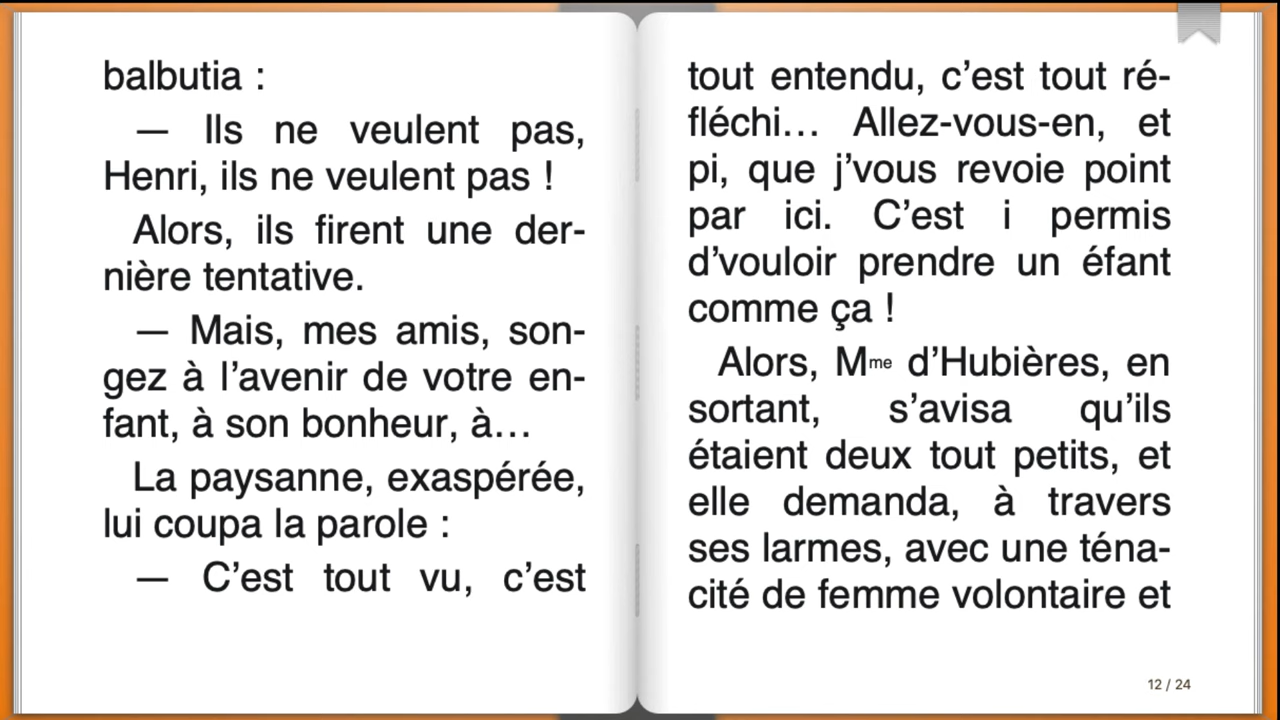 balbutia :
— Ils ne veulent pas,
Henri, ils ne veulent pas !
Alors, ils firent une der-
nière tentative.
— Mais, mes amis, son-
gez à l’avenir de votre en-
fant, à son bonheur, à…
La paysanne, exaspérée,
lui coupa la parole :
— C’est tout vu, c’est
tout entendu, c’est tout ré-
fléchi… Allez-vous-en, et
pi, que j’vous revoie point
par ici. C’est i permis
d’vouloir prendre un éfant
comme ça !
Alors, Mme d’Hubières, en
sortant, s’avisa qu’ils
étaient deux tout petits, et
elle demanda, à travers
ses larmes, avec une téna-
cité de femme volontaire et
12 / 24